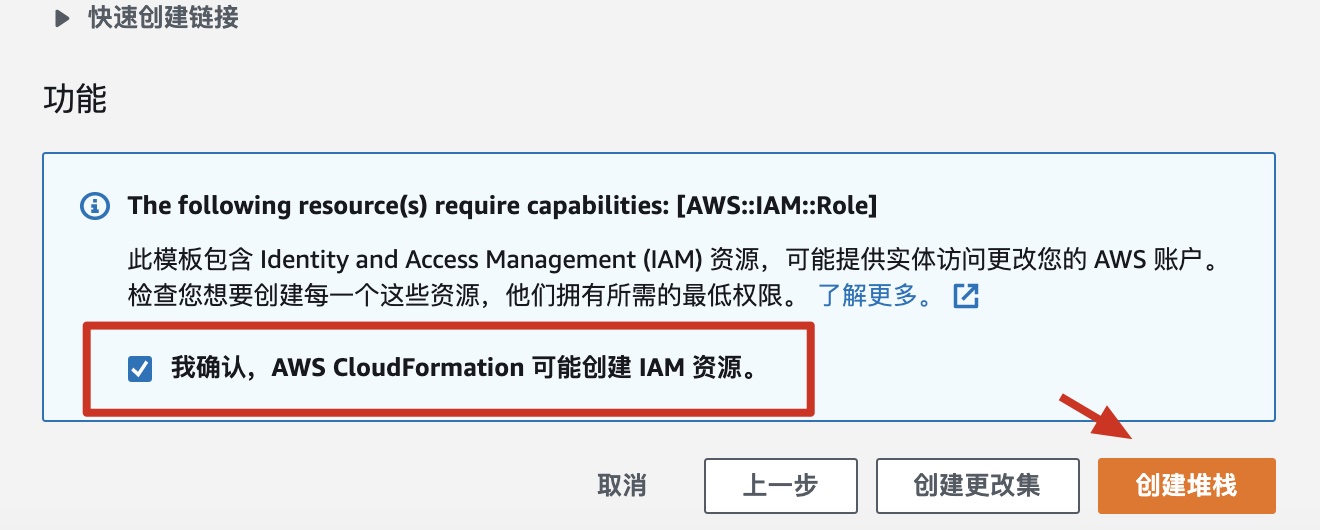 快速创建链接
功能
The following resource(s) require capabilities: [AWS::IAM::Role]
此模板包含 Identity and Access Management (IAM) 资源，可能提供实体访问更改您的 AWS 账户。
检查您想要创建每一个这些资源，他们拥有所需的最低权限。 了解更多。
我确认，AWS CloudFormation 可能创建 IAM 资源。
取消 上一步 创建更改集 创建堆栈